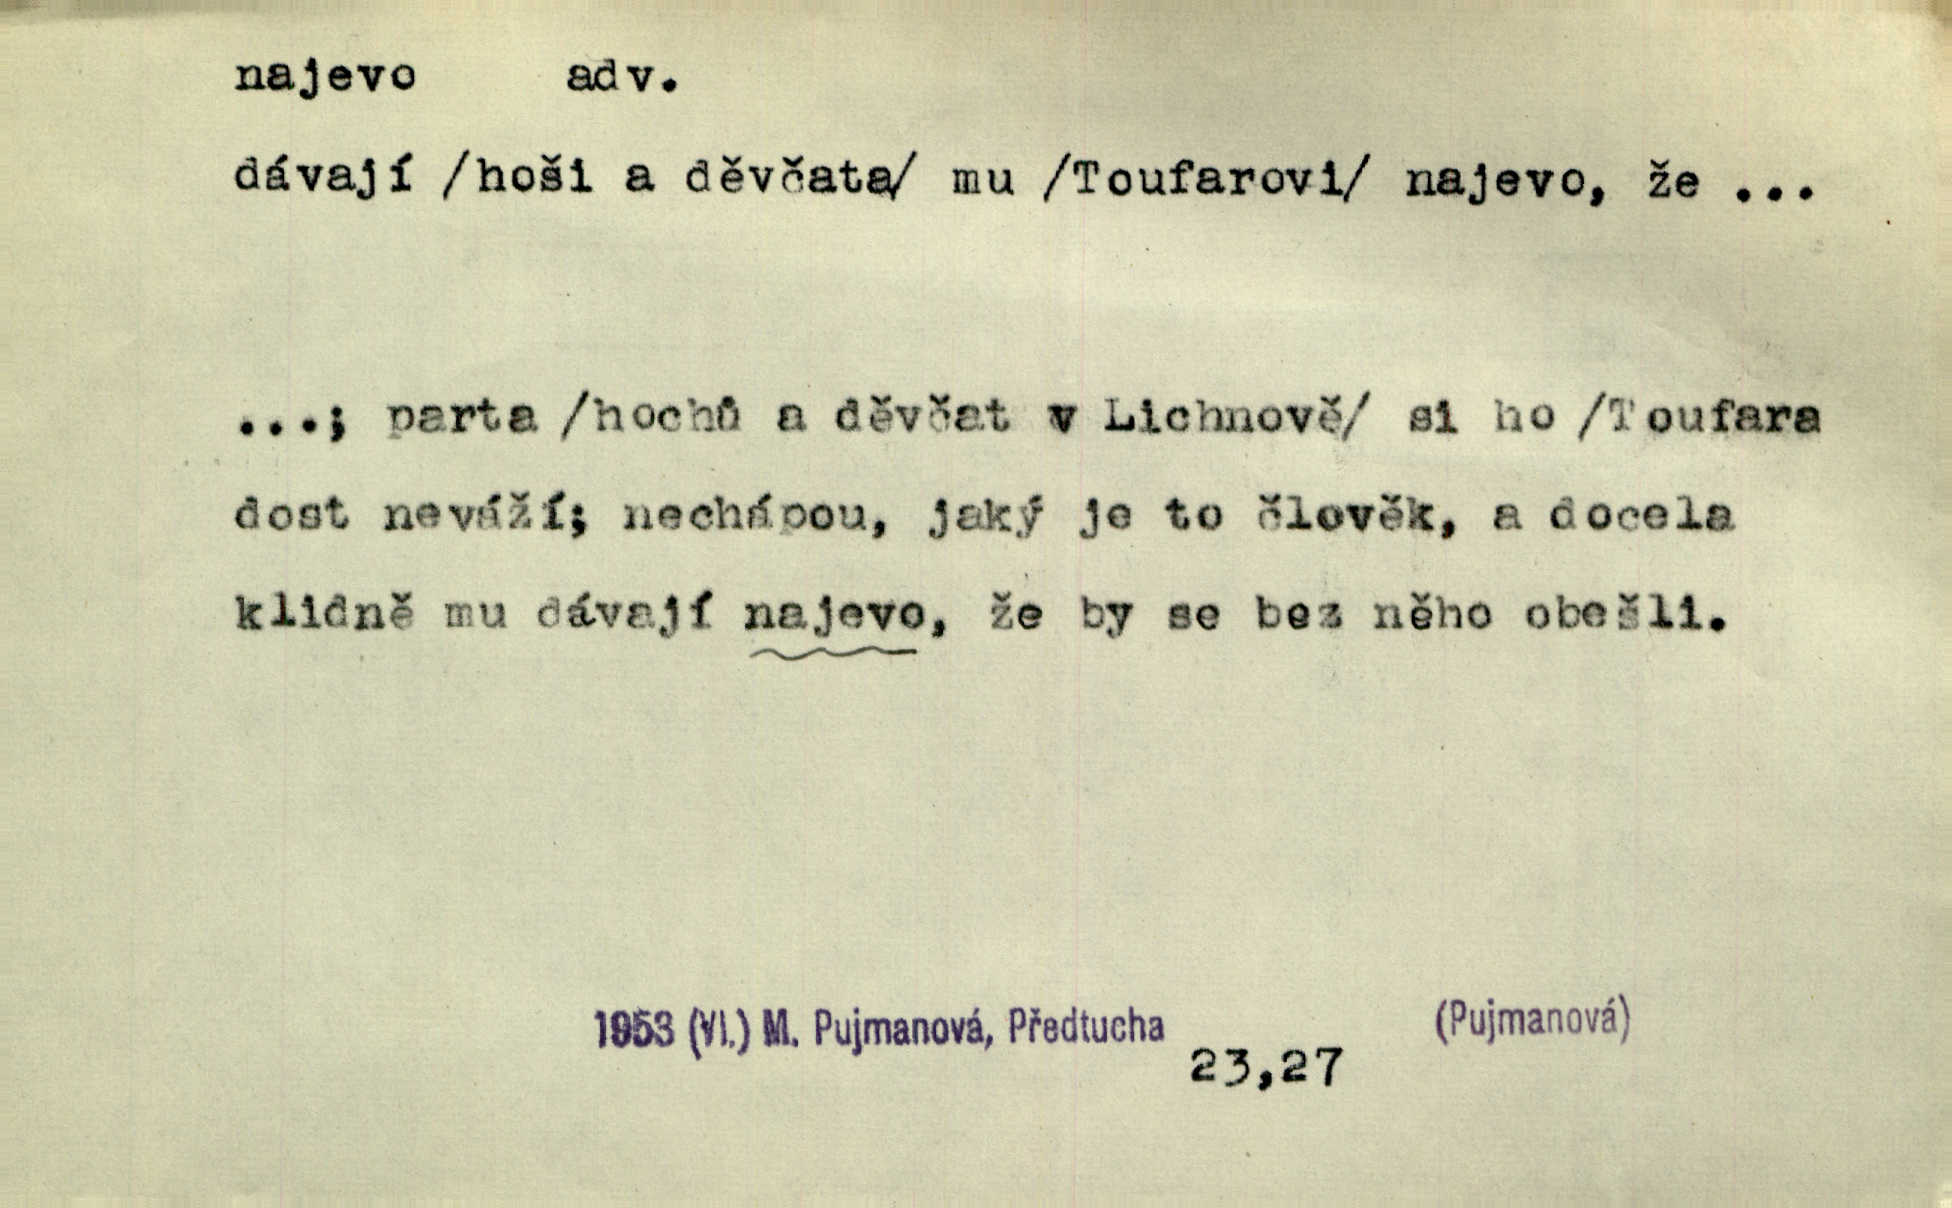 najevo adv.
dávají /hoši a děvčata/ mu /Toufarovi/ najevo, že ...
...; parta /hochů a děvčat v Lichnově/ si ho /Toufara
dost neváží; nechápou, jaký je to člověk, a docela
klidně mu dávají najevo, že by se bez něho obešli.
1953 (VI.) M. Pujmanová, Předtucha (Pujmanová)
23,27